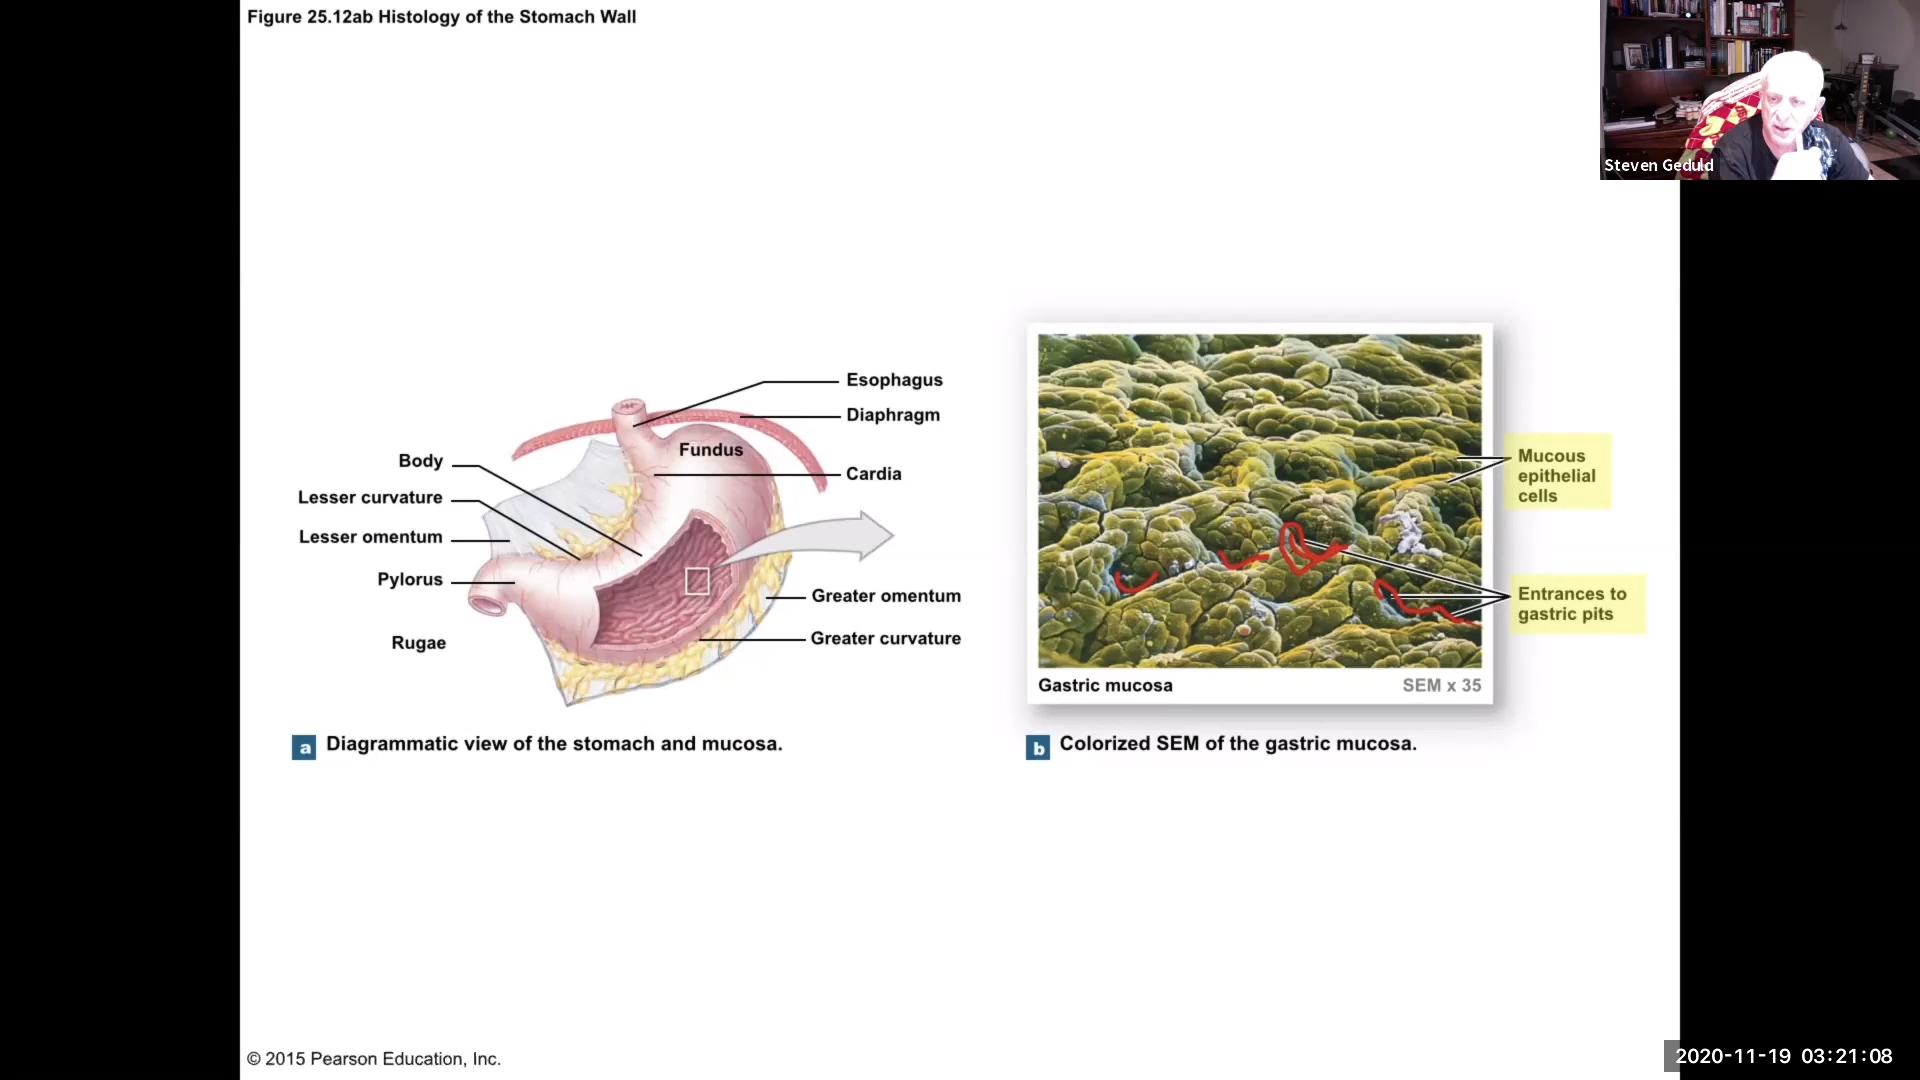 Figure 25.12ab Histology of the Stomach Wall
Steven Geduld
Esophagus
Diaphragm
Fundus
Cardia
Body
Lesser curvature
Lesser omentum
Pylorus
Rugae
Greater omentum
Greater curvature
a Diagrammatic view of the stomach and mucosa.
Mucous
epithelial
cells
Entrances to
gastric pits
Gastric mucosa
SEM x 35
b Colorized SEM of the gastric mucosa.
© 2015 Pearson Education, Inc.
2020-11-19 03:21:08